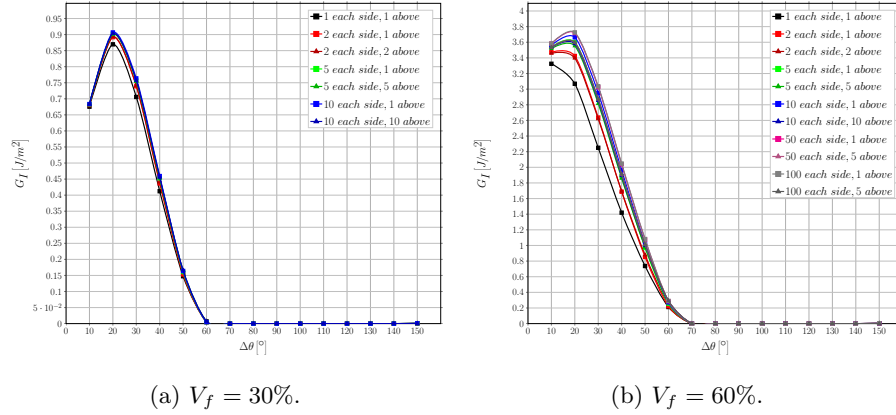 0.95
0.9
0.85
0.8
0.75
0.7
0.65
0.6
0.55
0.5
0.45
0.4
0.35
0.3
0.25
0.2
0.15
0.1
5 · 10⁻²
0
G_I [J/m²]
10 20 30 40 50 60 70 80 90 100 110 120 130 140 150
Δθ [°]
1 each side, 1 above
2 each side, 1 above
2 each side, 2 above
5 each side, 1 above
5 each side, 5 above
10 each side, 1 above
10 each side, 10 above
(a) V_f = 30%.
4
3.8
3.6
3.4
3.2
3
2.8
2.6
2.4
2.2
2
1.8
1.6
1.4
1.2
1
0.8
0.6
0.4
0.2
0
G_I [J/m²]
10 20 30 40 50 60 70 80 90 100 110 120 130 140 150
Δθ [°]
1 each side, 1 above
2 each side, 1 above
2 each side, 2 above
5 each side, 1 above
5 each side, 5 above
10 each side, 1 above
10 each side, 10 above
50 each side, 1 above
50 each side, 5 above
100 each side, 1 above
100 each side, 5 above
(b) V_f = 60%.